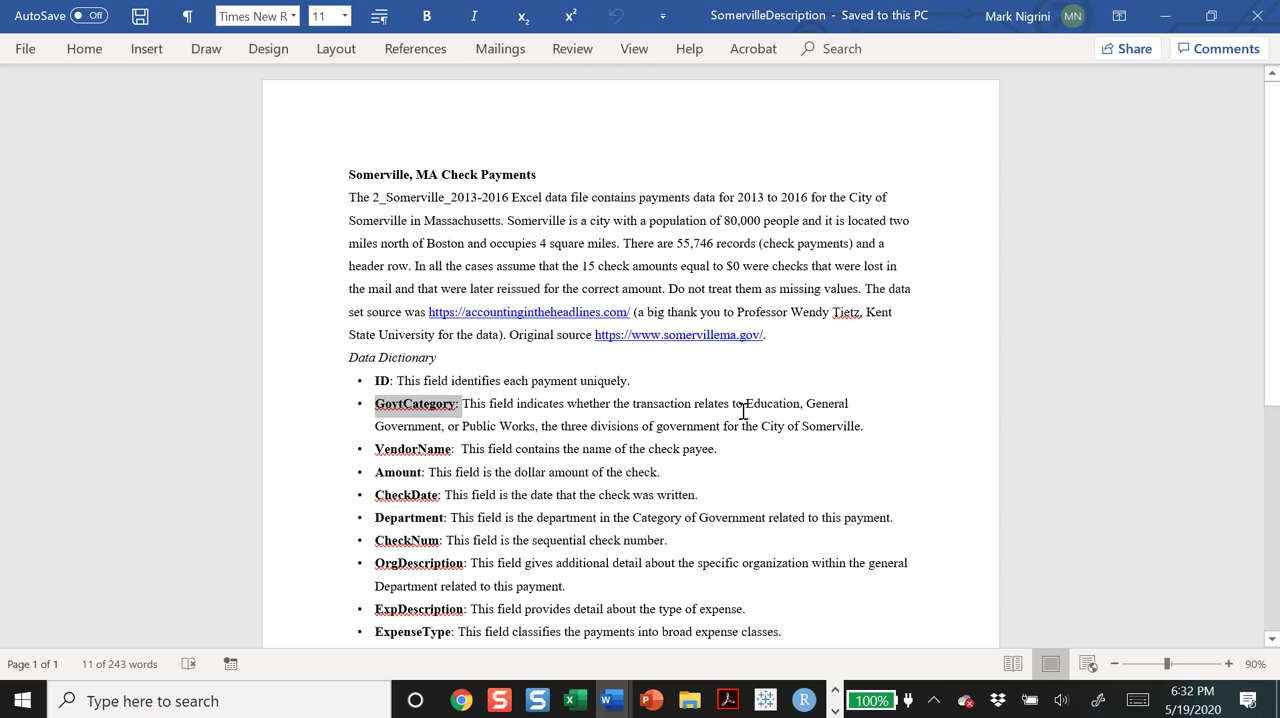 AutoSave Off Times New R 11 B I x₂ x² SomervilleDescription - Saved to this PC Mark Nigrini MN
File Home Insert Draw Design Layout References Mailings Review View Help Acrobat Search Share Comments
Somerville, MA Check Payments
The 2_Somerville_2013-2016 Excel data file contains payments data for 2013 to 2016 for the City of
Somerville in Massachusetts. Somerville is a city with a population of 80,000 people and it is located two
miles north of Boston and occupies 4 square miles. There are 55,746 records (check payments) and a
header row. In all the cases assume that the 15 check amounts equal to $0 were checks that were lost in
the mail and that were later reissued for the correct amount. Do not treat them as missing values. The data
set source was https://accountingintheheadlines.com/ (a big thank you to Professor Wendy Tietz, Kent
State University for the data). Original source https://www.somervillema.gov/.
Data Dictionary
• ID: This field identifies each payment uniquely.
• GovtCategory: This field indicates whether the transaction relates to Education, General
Government, or Public Works, the three divisions of government for the City of Somerville.
• VendorName: This field contains the name of the check payee.
• Amount: This field is the dollar amount of the check.
• CheckDate: This field is the date that the check was written.
• Department: This field is the department in the Category of Government related to this payment.
• CheckNum: This field is the sequential check number.
• OrgDescription: This field gives additional detail about the specific organization within the general
Department related to this payment.
• ExpDescription: This field provides detail about the type of expense.
• ExpenseType: This field classifies the payments into broad expense classes.
Page 1 of 1 11 of 243 words 90%
Type here to search 100% 6:32 PM
5/19/2020